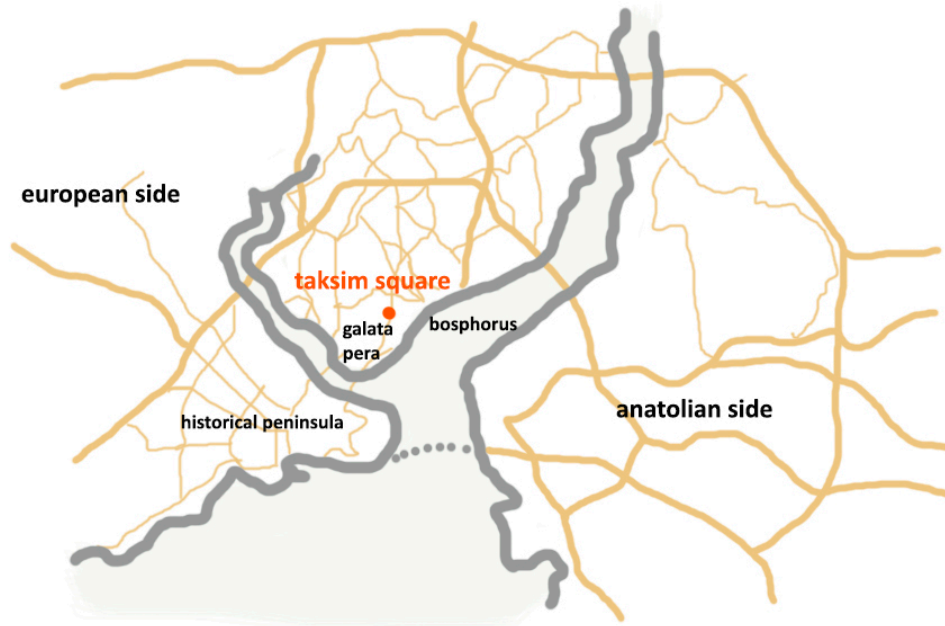 european side
taksim square
galata
pera
bosphorus
historical peninsula
anatolian side